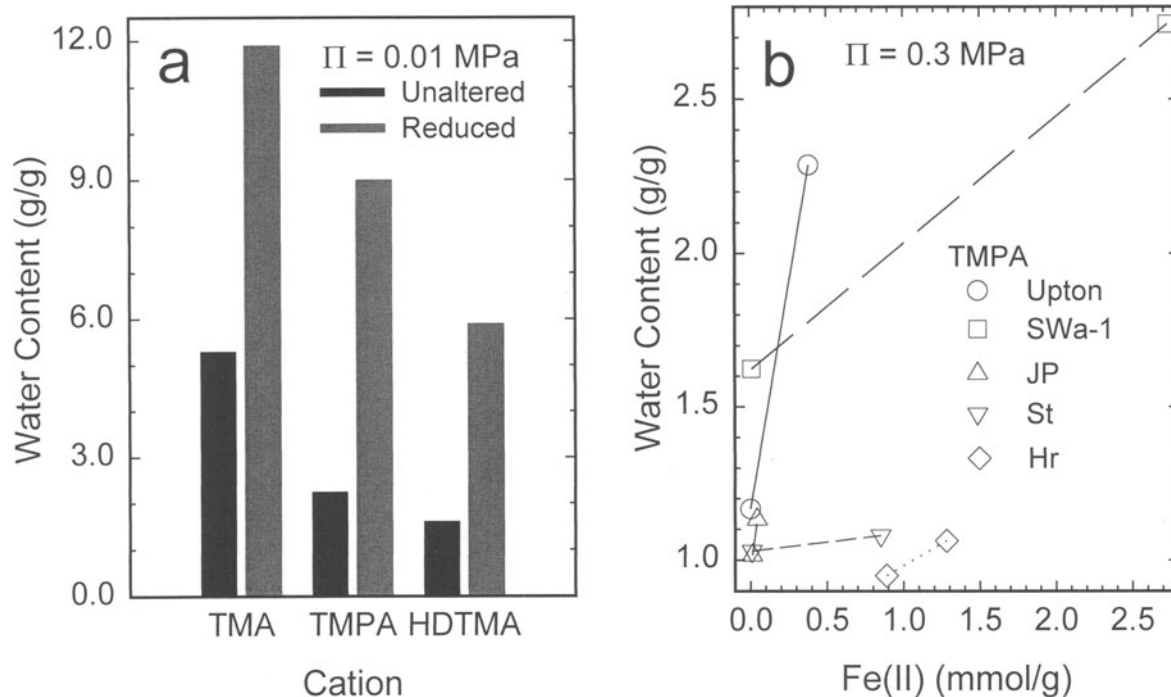 a
Π = 0.01 MPa
Unaltered
Reduced
12.0
9.0
6.0
3.0
0.0
Water Content (g/g)
TMA TMPA HDTMA
Cation
b
Π = 0.3 MPa
2.5
2.0
1.5
1.0
Water Content (g/g)
TMPA
Upton
SWa-1
JP
St
Hr
0.0 0.5 1.0 1.5 2.0 2.5
Fe(II) (mmol/g)